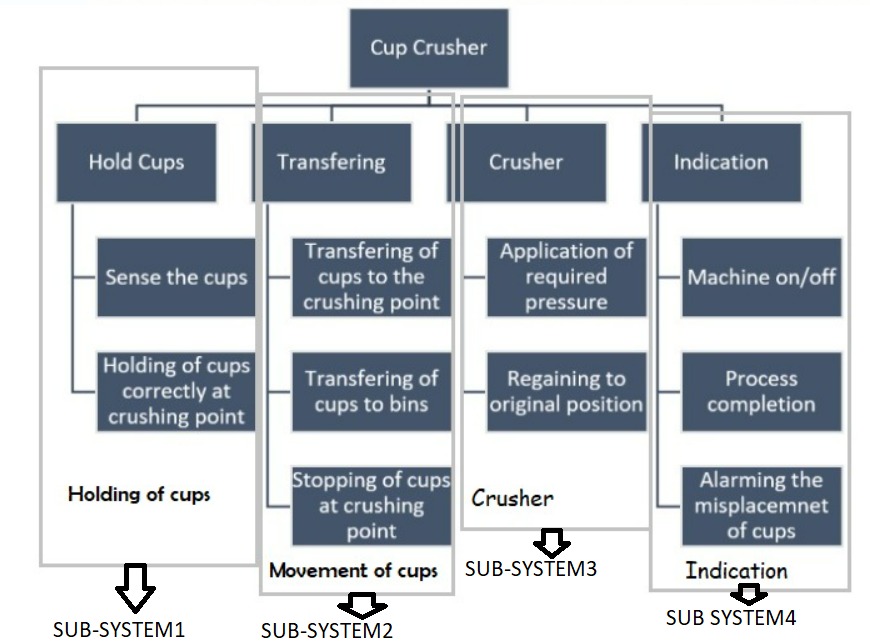 Cup Crusher
Hold Cups
Transfering
Crusher
Indication
Sense the cups
Transfering of
cups to the
crushing point
Application of
required
pressure
Machine on/off
Holding of cups
correctly at
crushing point
Transfering of
cups to bins
Regaining to
original position
Process
completion
Stopping of cups
at crushing
point
Alarming the
misplacemnet
of cups
Holding of cups
Crusher
Movement of cups
Indication
SUB-SYSTEM1
SUB-SYSTEM2
SUB-SYSTEM3
SUB SYSTEM4